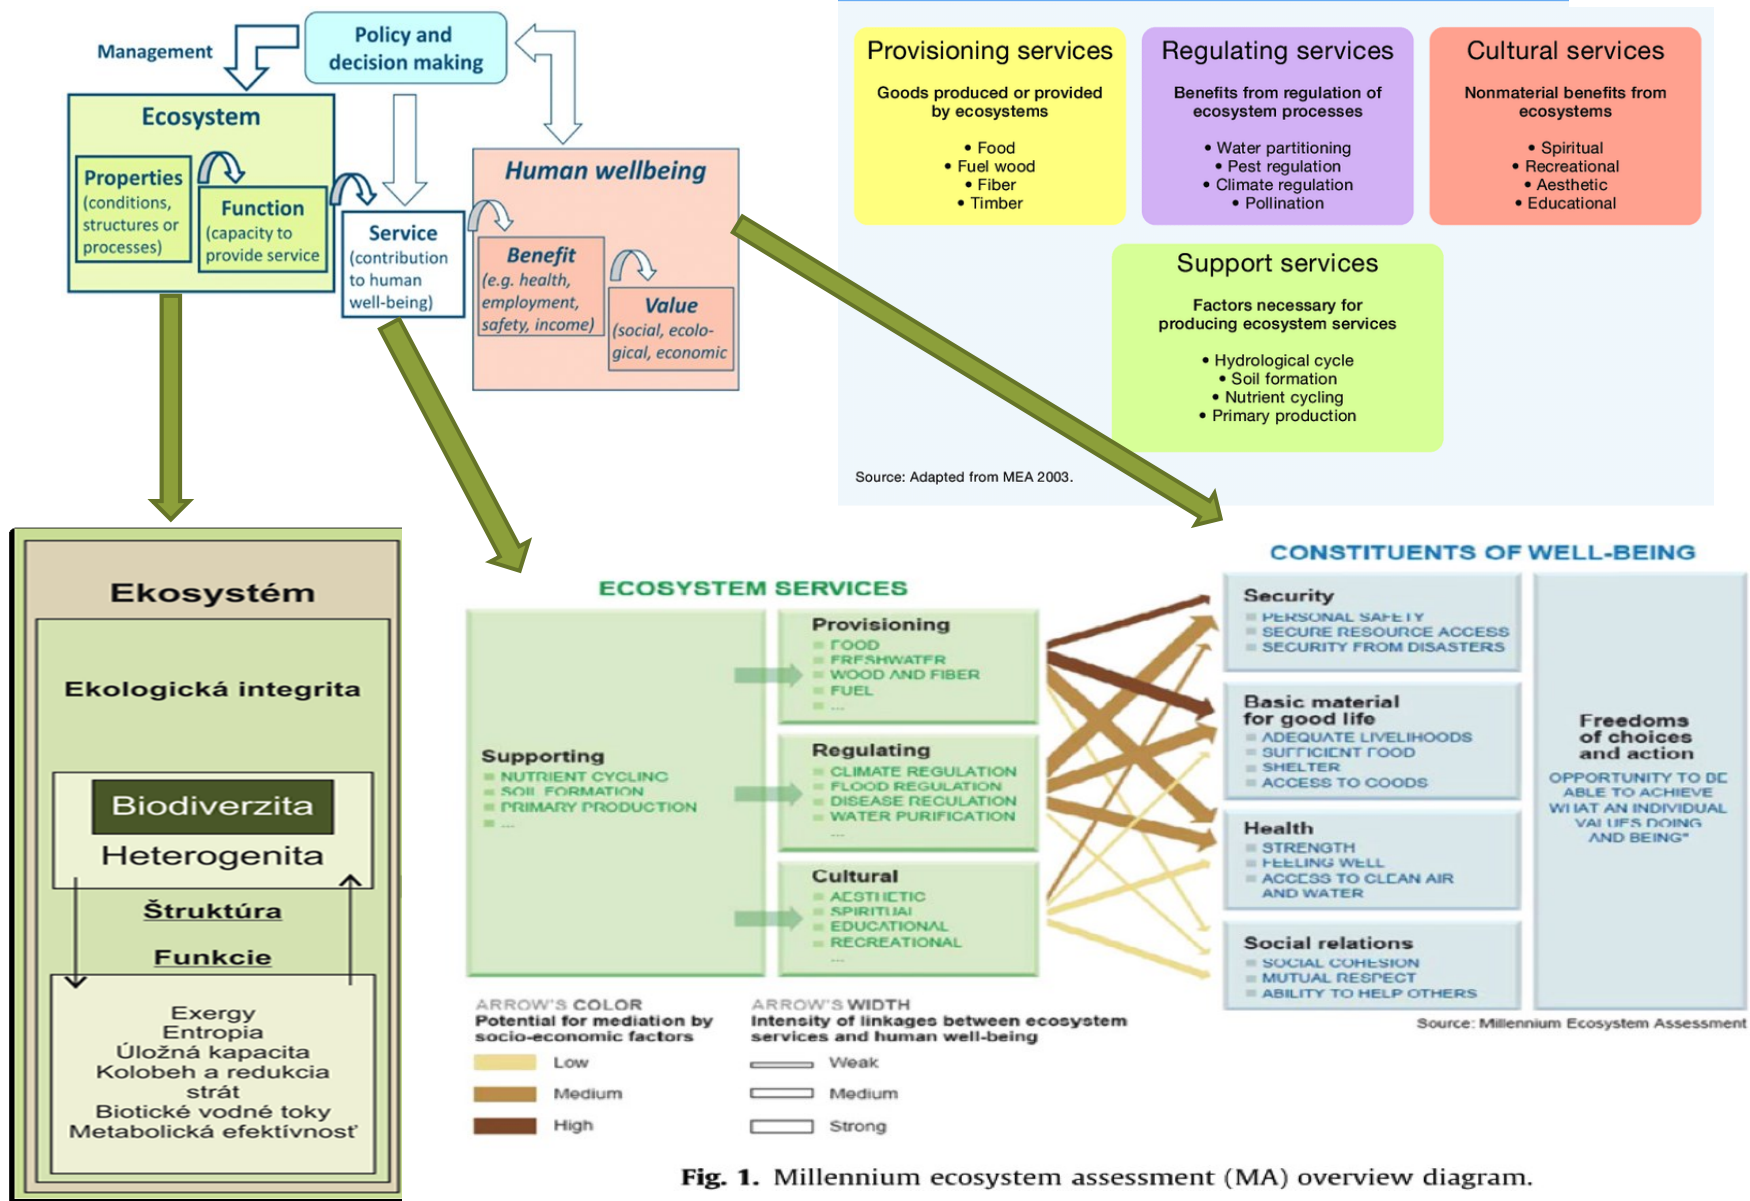 Management
Policy and
decision making
Ecosystem
Properties
(conditions,
structures or
processes)
Function
(capacity to
provide service
Service
(contribution
to human
well-being)
Human wellbeing
Benefit
(e.g. health,
employment,
safety, income)
Value
(social, ecolo-
gical, economic
Provisioning services
Goods produced or provided
by ecosystems
• Food
• Fuel wood
• Fiber
• Timber
Regulating services
Benefits from regulation of
ecosystem processes
• Water partitioning
• Pest regulation
• Climate regulation
• Pollination
Cultural services
Nonmaterial benefits from
ecosystems
• Spiritual
• Recreational
• Aesthetic
• Educational
Support services
Factors necessary for
producing ecosystem services
• Hydrological cycle
• Soil formation
• Nutrient cycling
• Primary production
Source: Adapted from MEA 2003.
Ekosystém
Ekologická integrita
Biodiverzita
Heterogenita
Štruktúra
Funkcie
Exergy
Entropia
Úložná kapacita
Kolobeh a redukcia
strát
Biotické vodné toky
Metabolická efektívnosť
ECOSYSTEM SERVICES
Supporting
NUTRIENT CYCLING
SOIL FORMATION
PRIMARY PRODUCTION
...
Provisioning
FOOD
FRESHWATER
WOOD AND FIBER
FUEL
...
Regulating
CLIMATE REGULATION
FLOOD REGULATION
DISEASE REGULATION
WATER PURIFICATION
...
Cultural
AESTHETIC
SPIRITUAL
EDUCATIONAL
RECREATIONAL
...
CONSTITUENTS OF WELL-BEING
Security
PERSONAL SAFETY
SECURE RESOURCE ACCESS
SECURITY FROM DISASTERS
Basic material
for good life
ADEQUATE LIVELIHOODS
SUFFICIENT FOOD
SHELTER
ACCESS TO GOODS
Health
STRENGTH
FEELING WELL
ACCESS TO CLEAN AIR
AND WATER
Social relations
SOCIAL COHESION
MUTUAL RESPECT
ABILITY TO HELP OTHERS
Freedoms
of choices
and action
OPPORTUNITY TO BE
ABLE TO ACHIEVE
WHAT AN INDIVIDUAL
VALUES DOING
AND BEING"
Source: Millennium Ecosystem Assessment
ARROW'S COLOR
Potential for mediation by
socio-economic factors
Low
Medium
High
ARROW'S WIDTH
Intensity of linkages between ecosystem
services and human well-being
Weak
Medium
Strong
Fig. 1. Millennium ecosystem assessment (MA) overview diagram.